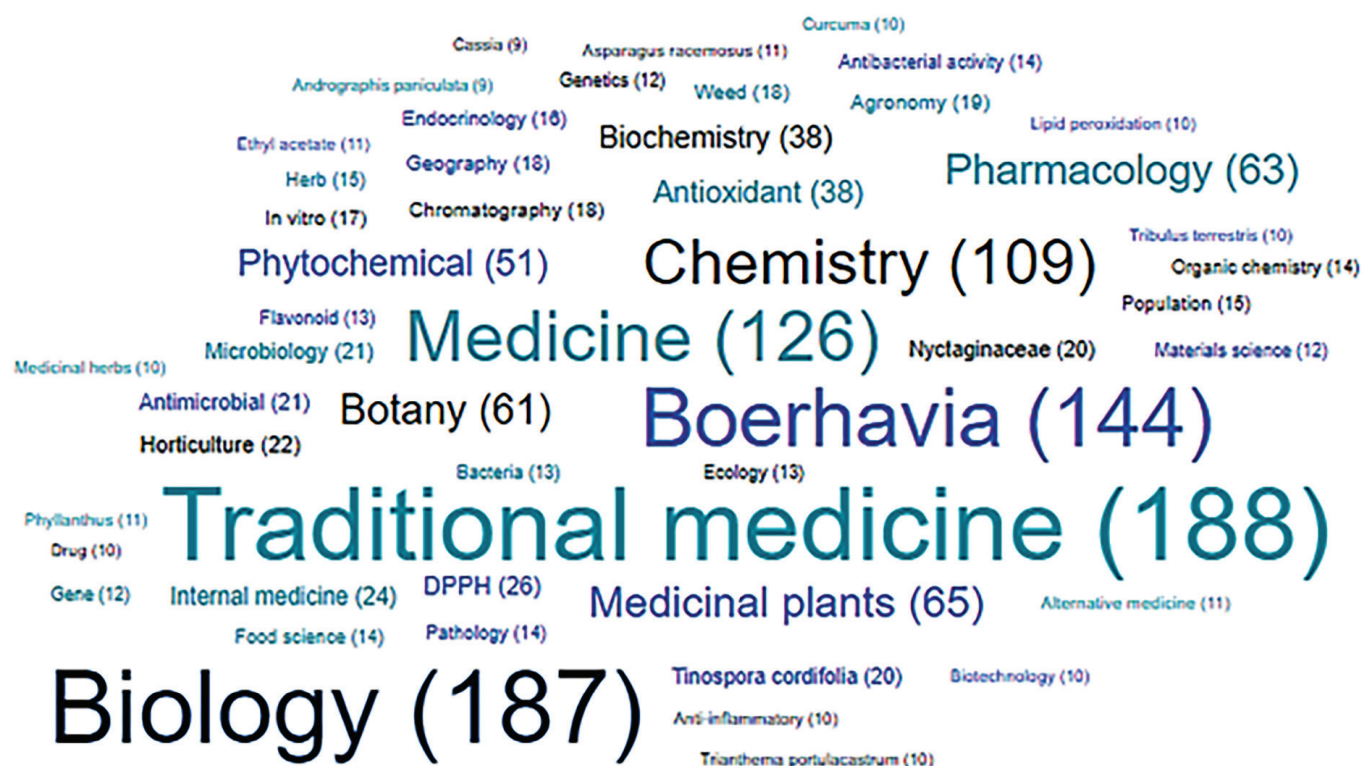 Curcuma (10)
Cassia (9)
Asparagus racemosus (11)
Antibacterial activity (14)
Andrographis paniculata (9)
Genetics (12)
Weed (18)
Agronomy (19)
Endocrinology (16)
Biochemistry (38)
Lipid peroxidation (10)
Ethyl acetate (11)
Geography (18)
Pharmacology (63)
Herb (15)
Antioxidant (38)
In vitro (17)
Chromatography (18)
Phytochemical (51)
Chemistry (109)
Tribulus terrestris (10)
Organic chemistry (14)
Population (15)
Flavonoid (13)
Medicine (126)
Microbiology (21)
Nyctaginaceae (20)
Materials science (12)
Medicinal herbs (10)
Antimicrobial (21)
Botany (61)
Boerhavia (144)
Horticulture (22)
Bacteria (13)
Ecology (13)
Phyllanthus (11)
Traditional medicine (188)
Drug (10)
Gene (12)
Internal medicine (24)
DPPH (26)
Medicinal plants (65)
Alternative medicine (11)
Food science (14)
Pathology (14)
Biology (187)
Tinospora cordifolia (20)
Biotechnology (10)
Anti-inflammatory (10)
Trianthema portulacastrum (10)